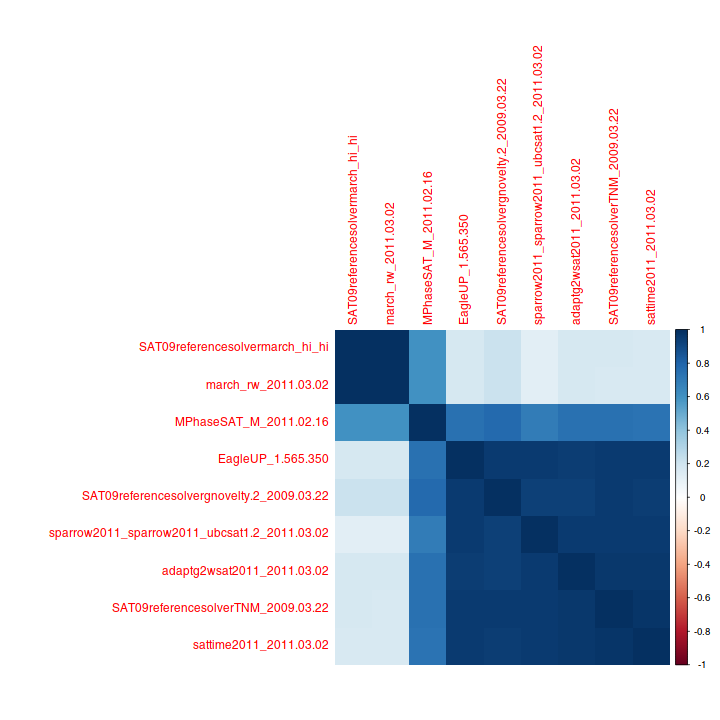 SAT09referencesolvermarch_hi_hi
march_rw_2011.03.02
MPhaseSAT_M_2011.02.16
EagleUP_1.565.350
SAT09referencesolvergnovelty.2_2009.03.22
sparrow2011_sparrow2011_ubcsat1.2_2011.03.02
adaptg2wsat2011_2011.03.02
SAT09referencesolverTNM_2009.03.22
sattime2011_2011.03.02
SAT09referencesolvermarch_hi_hi
march_rw_2011.03.02
MPhaseSAT_M_2011.02.16
EagleUP_1.565.350
SAT09referencesolvergnovelty.2_2009.03.22
sparrow2011_sparrow2011_ubcsat1.2_2011.03.02
adaptg2wsat2011_2011.03.02
SAT09referencesolverTNM_2009.03.22
sattime2011_2011.03.02
1
0.8
0.6
0.4
0.2
0
-0.2
-0.4
-0.6
-0.8
-1